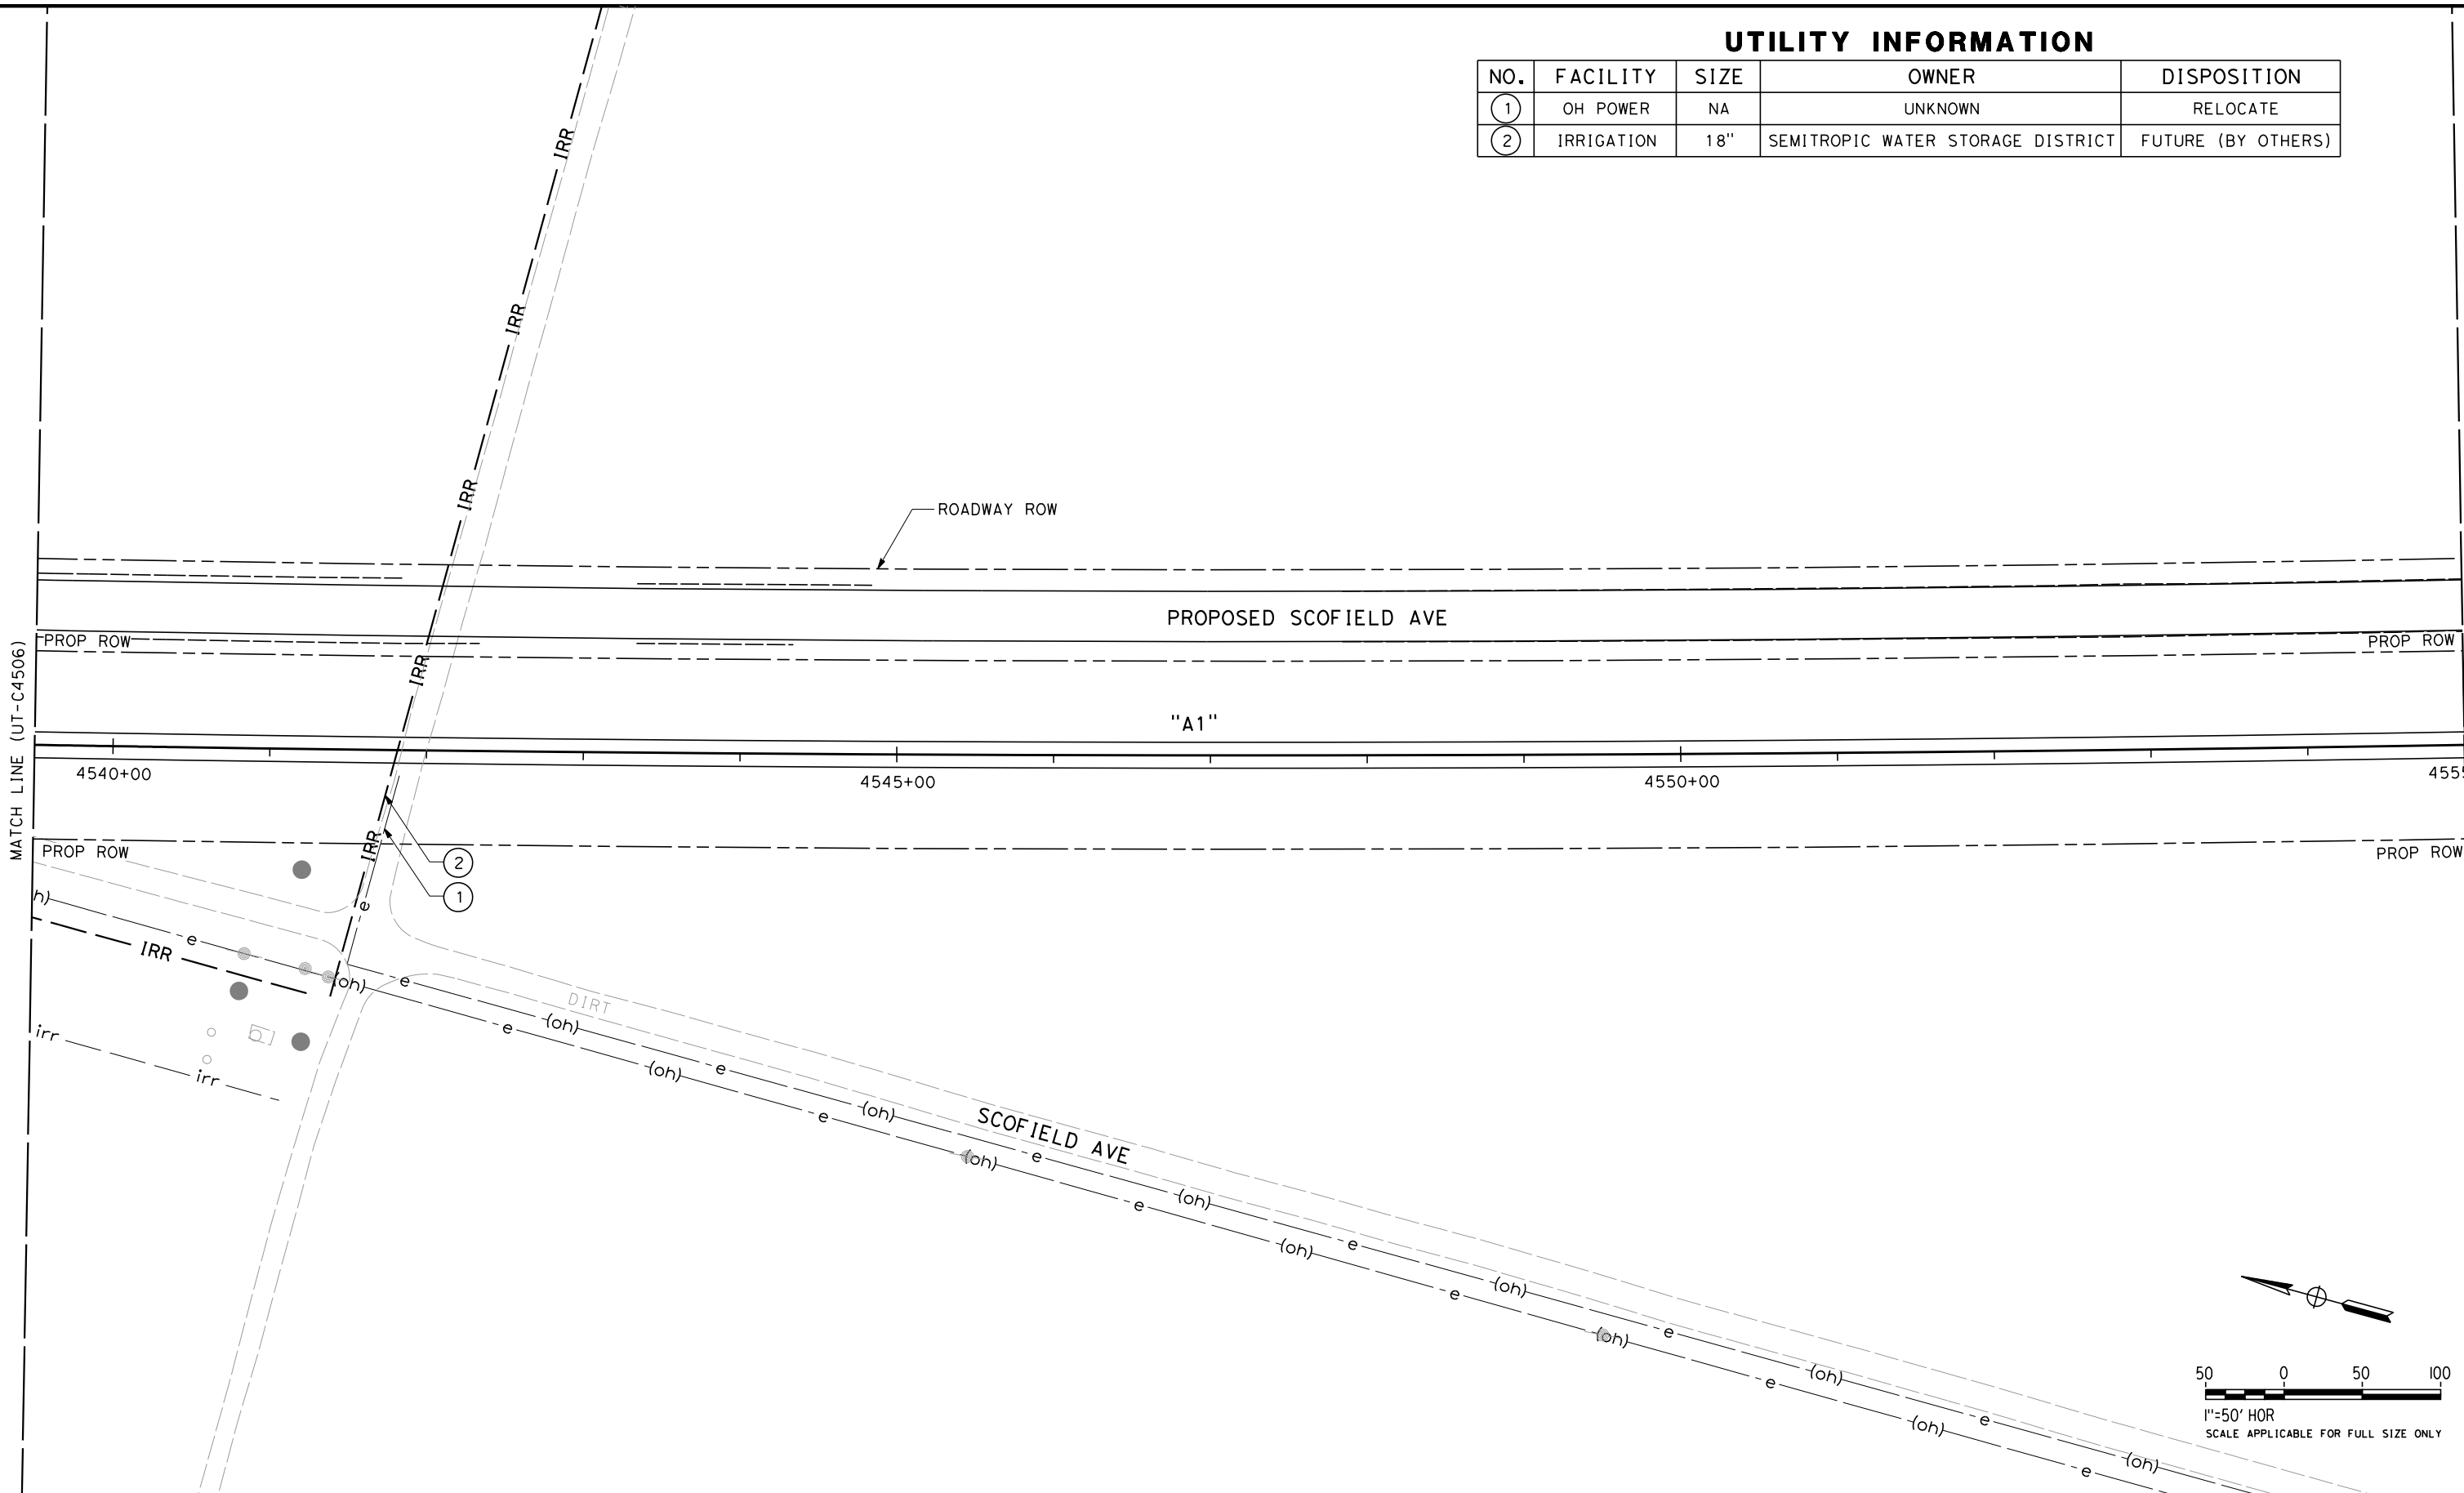 UTILITY INFORMATION
NO. FACILITY SIZE OWNER DISPOSITION
1 OH POWER NA UNKNOWN RELOCATE
2 IRRIGATION 18" SEMITROPIC WATER STORAGE DISTRICT FUTURE (BY OTHERS)
IRR
IRR
IRR
ROADWAY ROW
PROPOSED SCOFIELD AVE
PROP ROW
PROP ROW
IRR
MATCH LINE (UT-C4506)
"A1"
4540+00
4545+00
4550+00
455
IRR
PROP ROW
PROP ROW
2
1
h)
e
e
IRR
(oh)
e
DIRT
e
(oh)
irr
irr
(oh)
e
(oh)
e
SCOFIELD AVE
(oh)
e
(oh)
e
(oh)
e
(oh)
e
(oh)
e
(oh)
e
(oh)
e
(oh)
e
50 0 50 100
1"=50' HOR
SCALE APPLICABLE FOR FULL SIZE ONLY